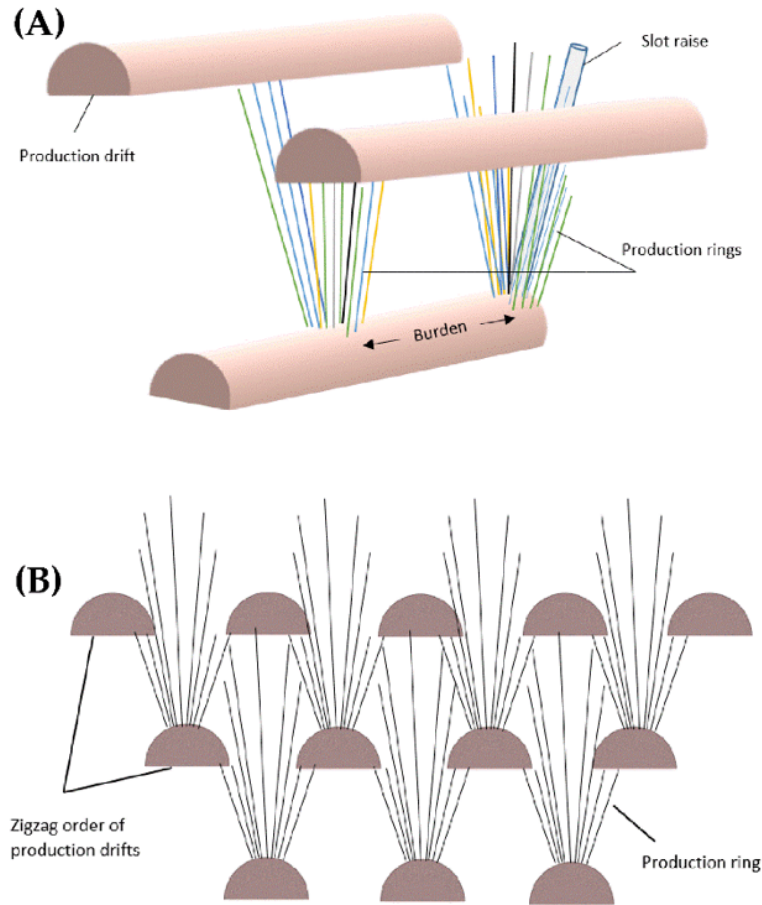 (A)
Slot raise
Production drift
Production rings
Burden
(B)
Zigzag order of
production drifts
Production ring